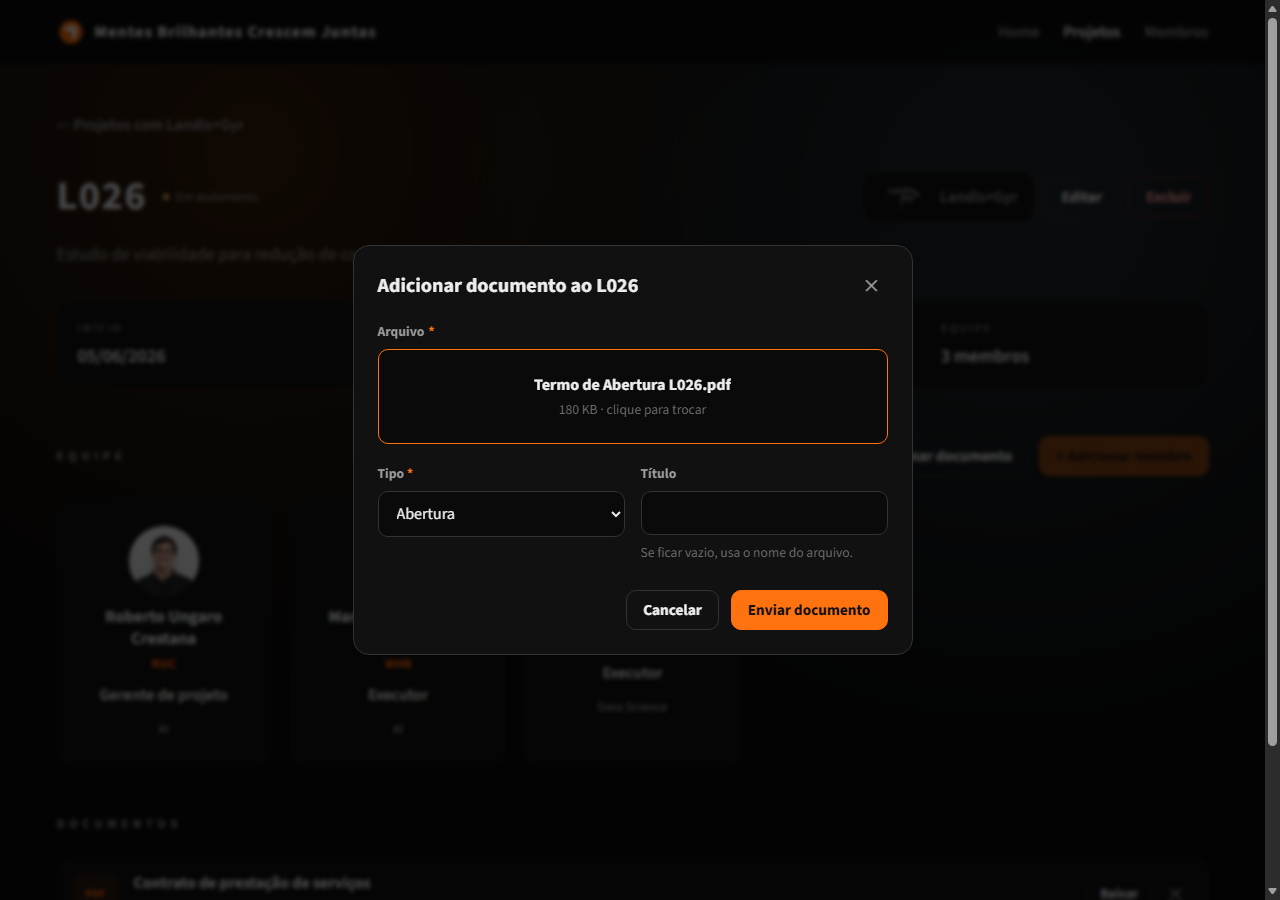 Mentes Brilhantes Crescem Juntas
Home Projetos Membros
← Projetos com Landis+Gyr
L026 Em andamento
Landis+Gyr Editar Excluir
Estudo de viabilidade para redução de
Adicionar documento ao L026
INÍCIO
05/06/2026
EQUIPE
3 membros
Arquivo *
Termo de Abertura L026.pdf
180 KB · clique para trocar
EQUIPE
documento
+ Adicionar membro
Tipo *
Abertura
Título
Se ficar vazio, usa o nome do arquivo.
Cancelar
Enviar documento
Roberto Ungaro
Crestana
RUC
Gerente de projeto
Executor
Executor
Data Science
DOCUMENTOS
Contrato de prestação de serviços
Baixar